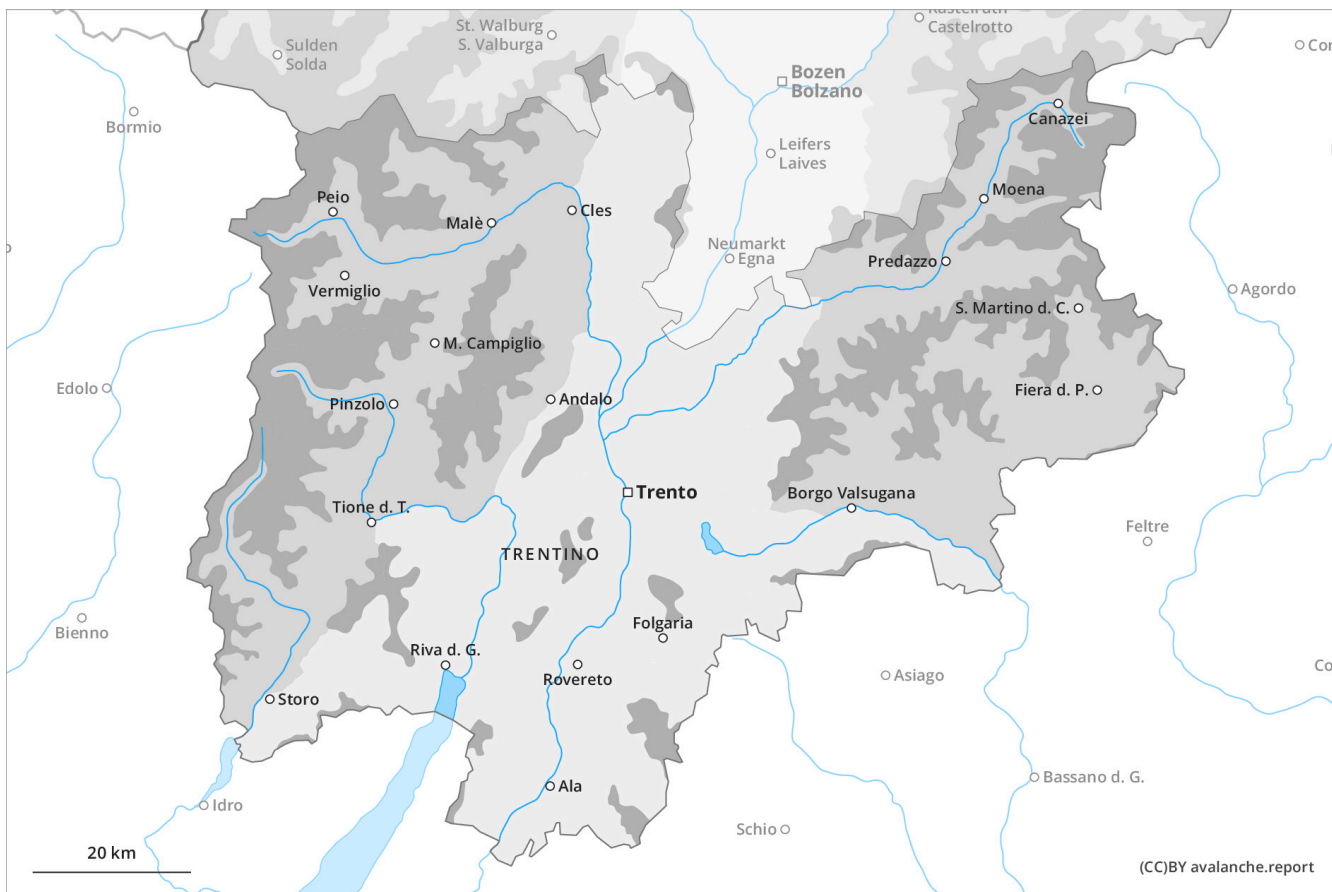 Kastelruth
Castelrotto
St. Walburg
S. Valburga
Sulden
Solda
Bozen
Bolzano
Canazei
Bormio
Leifers
Laives
Peio
Moena
Malè
Cles
Neumarkt
Egna
Predazzo
Vermiglio
Agordo
S. Martino d. C.
M. Campiglio
Edolo
Fiera d. P.
Pinzolo
Andalo
Trento
Borgo Valsugana
Tione d. T.
Feltre
TRENTINO
Bienno
Folgaria
Riva d. G.
Rovereto
Asiago
Storo
Ala
Bassano d. G.
Idro
Schio
20 km
(CC)BY avalanche.report